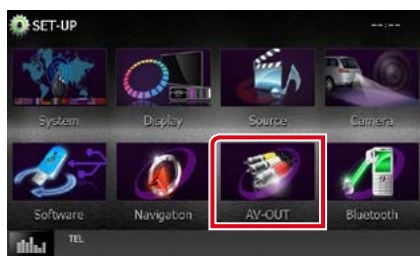 SET-UP
--:--
System
Display
Source
Camera
Software
Navigation
AV-OUT
Bluetooth
TEL